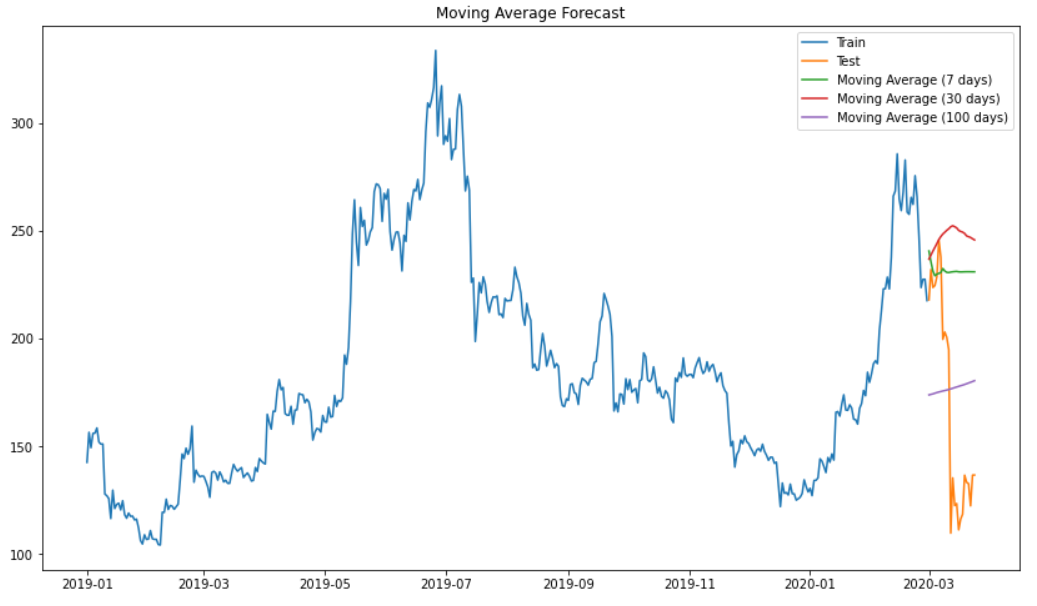 Moving Average Forecast
Train
Test
Moving Average (7 days)
Moving Average (30 days)
Moving Average (100 days)
300
250
200
150
100
2019-01 2019-03 2019-05 2019-07 2019-09 2019-11 2020-01 2020-03